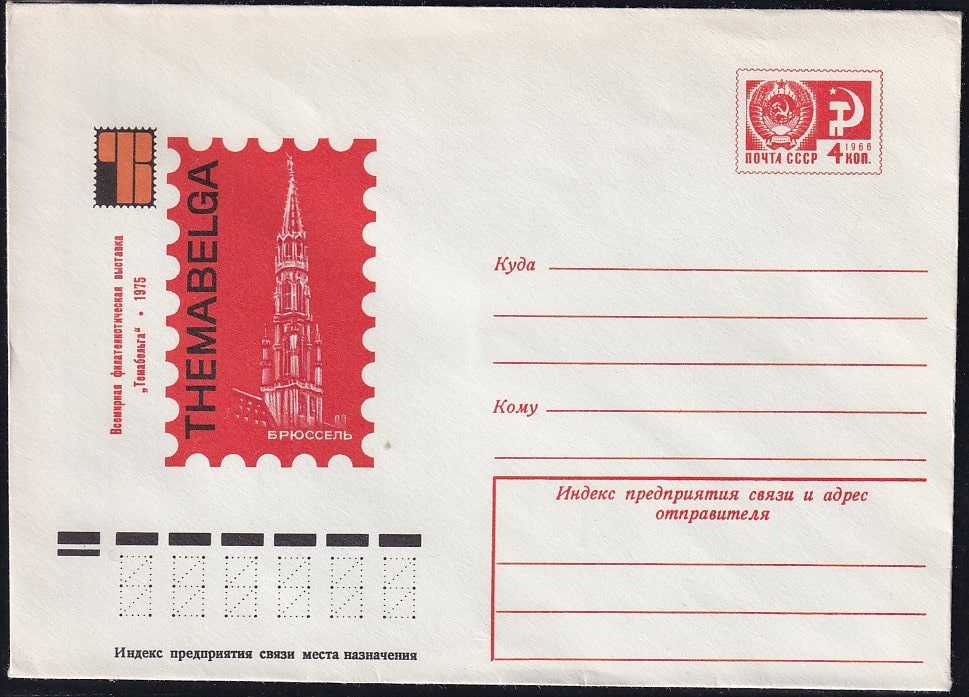 1966
ПОЧТА СССР 4 КОП.
THEMABELGA
Всемирная филателистическая выставка
„Темабельга“ • 1975
БРЮССЕЛЬ
Куда
Кому
Индекс предприятия связи и адрес
отправителя
Индекс предприятия связи места назначения